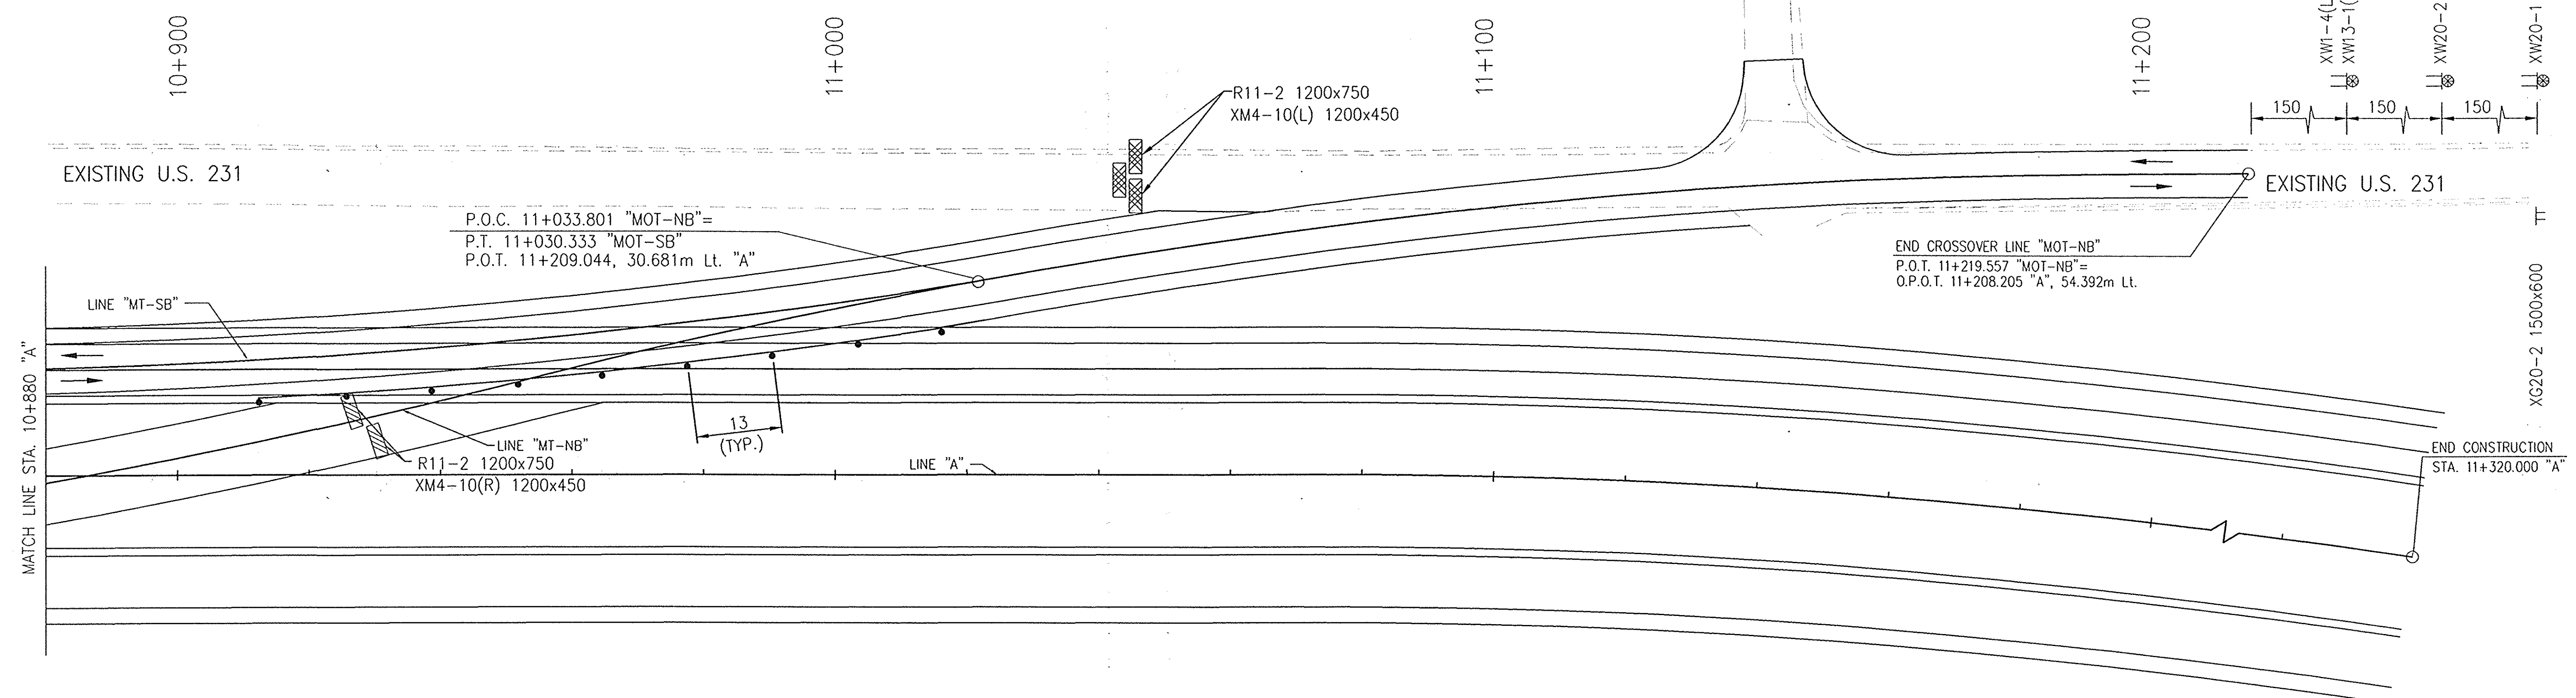 10+900
11+000
11+100
11+200
XW1-4(L
XW13-1(
XW20-2
XW20-1
R11-2 1200x750
XM4-10(L) 1200x450
150
150
150
EXISTING U.S. 231
EXISTING U.S. 231
P.O.C. 11+033.801 "MOT-NB"=
P.T. 11+030.333 "MOT-SB"
P.O.T. 11+209.044, 30.681m Lt. "A"
END CROSSOVER LINE "MOT-NB"
P.O.T. 11+219.557 "MOT-NB"=
O.P.O.T. 11+208.205 "A", 54.392m Lt.
XG20-2 1500x600
LINE "MT-SB"
MATCH LINE STA. 10+880 "A"
13
(TYP.)
LINE "MT-NB"
R11-2 1200x750
XM4-10(R) 1200x450
LINE "A"
END CONSTRUCTION
STA. 11+320.000 "A"